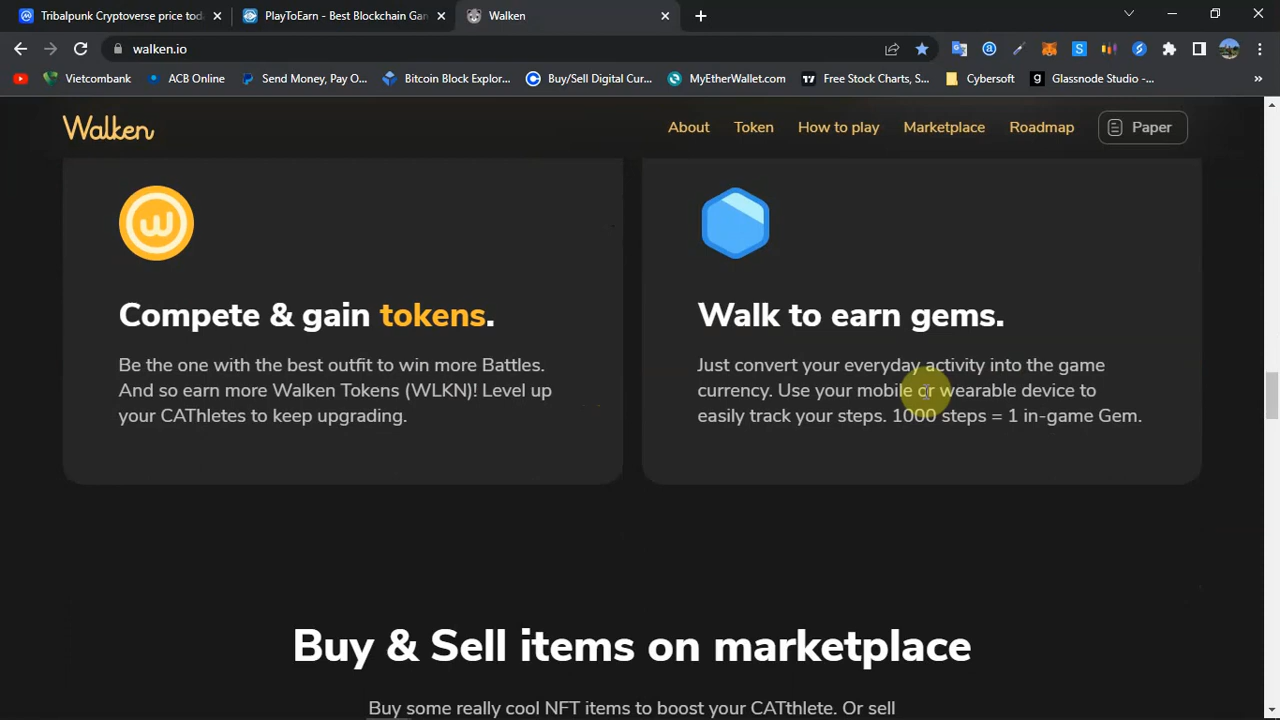 Tribalpunk Cryptoverse price toda
PlayToEarn - Best Blockchain Gam
Walken
walken.io
Vietcombank
ACB Online
Send Money, Pay O...
Bitcoin Block Explor...
Buy/Sell Digital Cur...
MyEtterWallet.com
Free Stock Charts, S...
Cybersoft
Glassnode Studio -...
Walken
About
Token
How to play
Marketplace
Roadmap
Paper
Compete & gain tokens.
Be the one with the best outfit to win more Battles.
And so earn more Walken Tokens (WLKN)! Level up
your CAThletes to keep upgrading.
Walk to earn gems.
Just convert your everyday activity into the game
currency. Use your mobile or wearable device to
easily track your steps. 1000 steps = 1 in-game Gem.
Buy & Sell items on marketplace
Buy some really cool NFT items to boost your CATthlete. Or sell